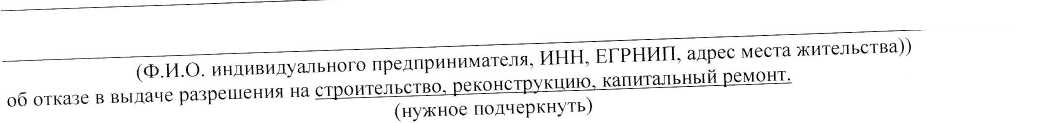 (Ф.И.О. индивидуального предпринимателя, ИНН, ЕГРНИП, адрес места жительства))
об отказе в выдаче разрешения на строительство, реконструкцию, капитальный ремонт.
(нужное подчеркнуть)